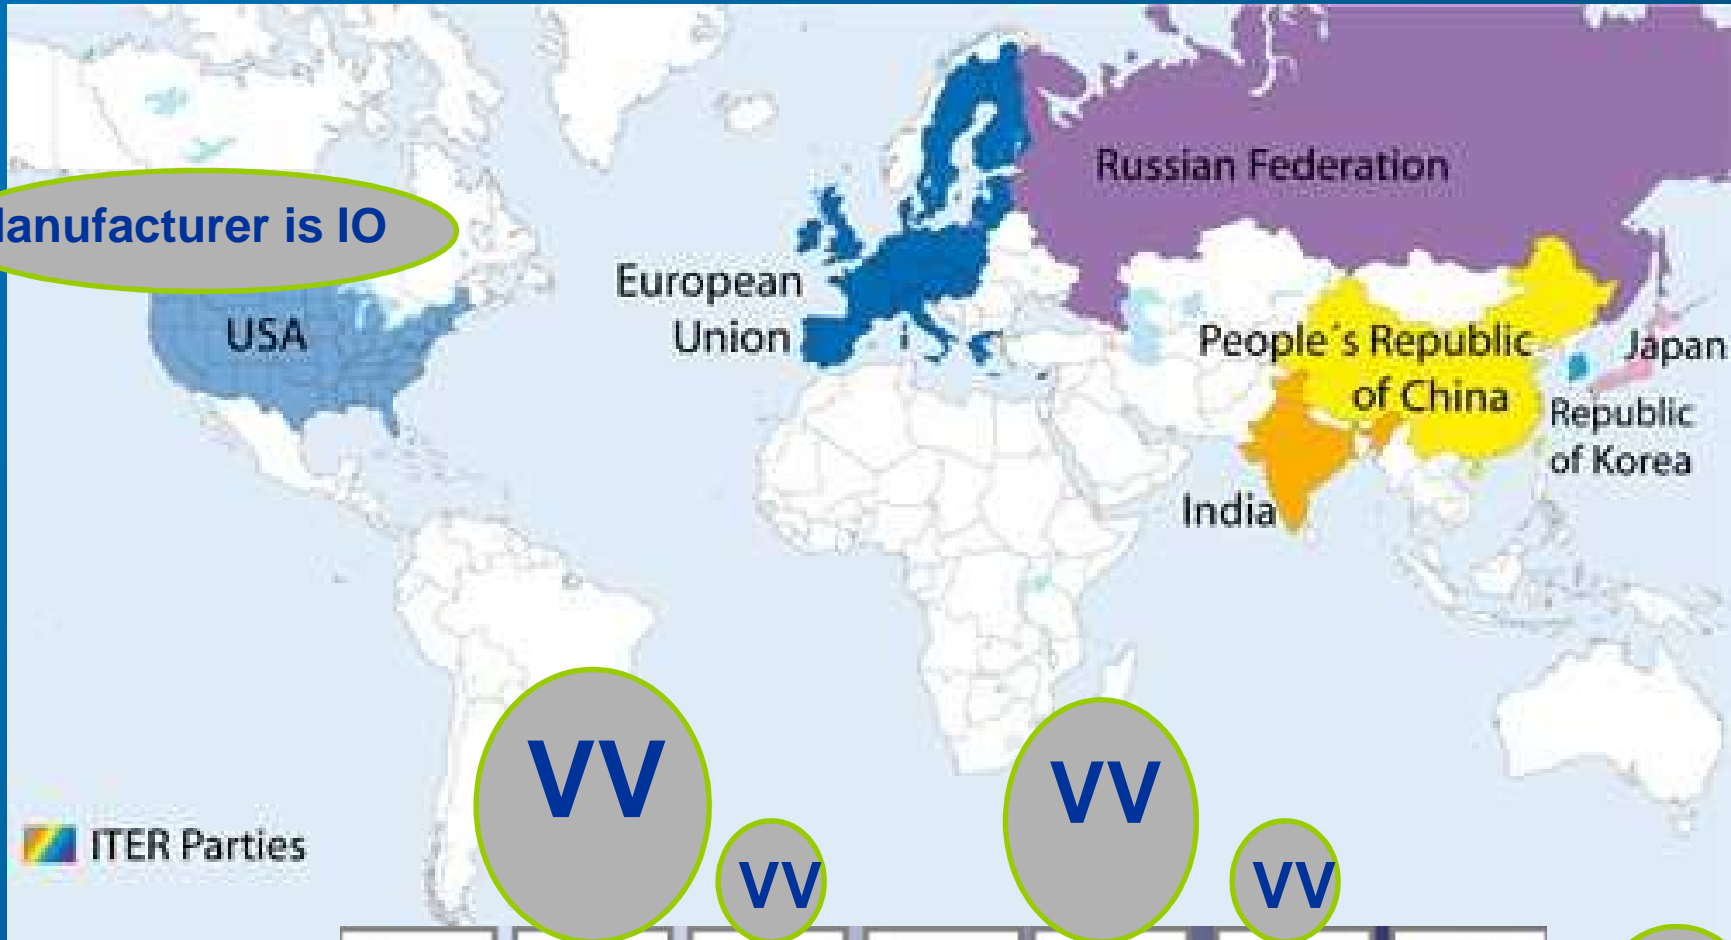 Russian Federation
anufacturer is IO
European
Union
USA
People´s Republic
of China
Japan
Republic
of Korea
India
VV
VV
VV
VV
ITER Parties